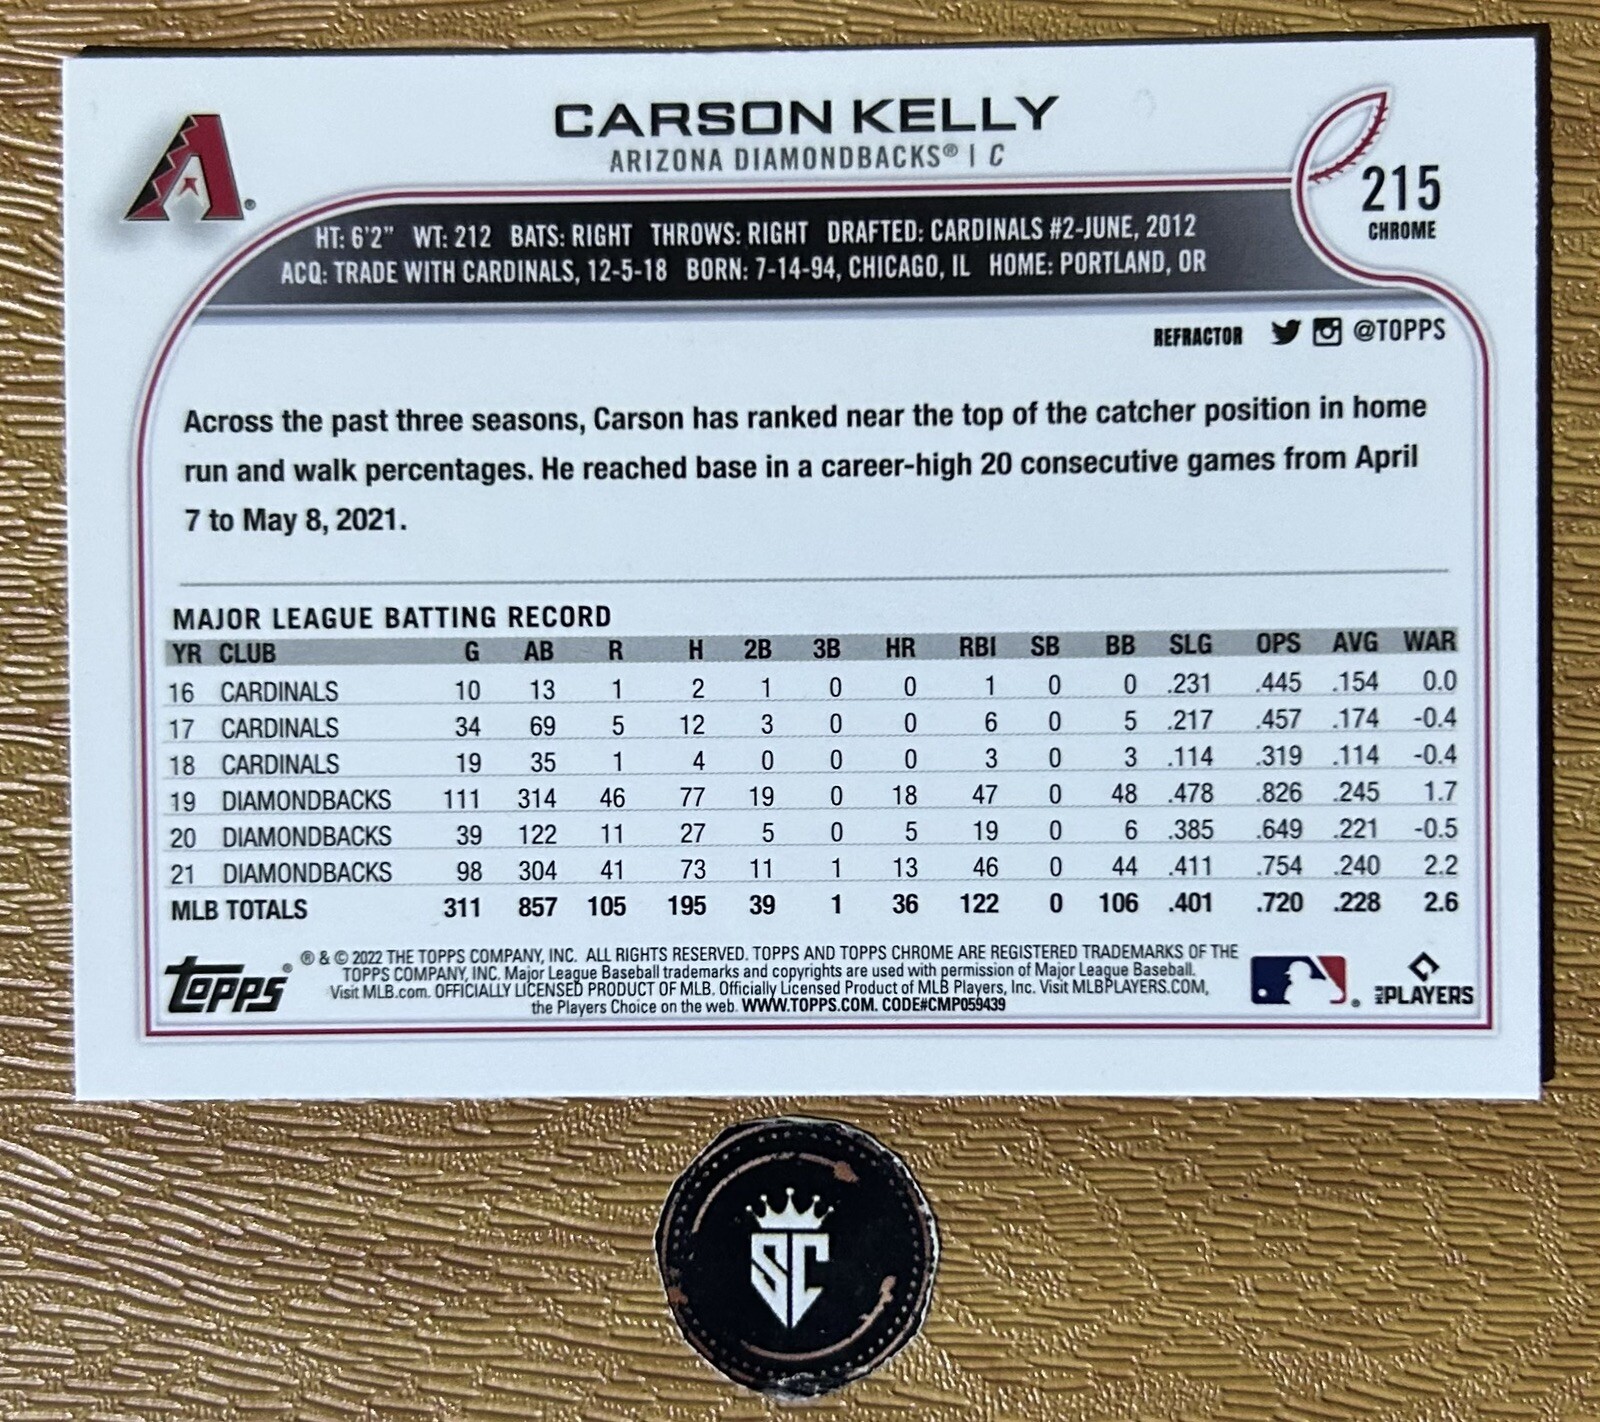 CARSON KELLY
ARIZONA DIAMONDBACKS® | C
215
CHROME
HT: 6'2" WT: 212 BATS: RIGHT THROWS: RIGHT DRAFTED: CARDINALS #2-JUNE, 2012
ACQ: TRADE WITH CARDINALS, 12-5-18 BORN: 7-14-94, CHICAGO, IL HOME: PORTLAND, OR
REFRACTOR @TOPPS
Across the past three seasons, Carson has ranked near the top of the catcher position in home
run and walk percentages. He reached base in a career-high 20 consecutive games from April
7 to May 8, 2021.
MAJOR LEAGUE BATTING RECORD
YR CLUB G AB R H 2B 3B HR RBI SB BB SLG OPS AVG WAR
16 CARDINALS 10 13 1 2 1 0 0 1 0 0 .231 .445 .154 0.0
17 CARDINALS 34 69 5 12 3 0 0 6 0 5 .217 .457 .174 -0.4
18 CARDINALS 19 35 1 4 0 0 0 3 0 3 .114 .319 .114 -0.4
19 DIAMONDBACKS 111 314 46 77 19 0 18 47 0 48 .478 .826 .245 1.7
20 DIAMONDBACKS 39 122 11 27 5 0 5 19 0 6 .385 .649 .221 -0.5
21 DIAMONDBACKS 98 304 41 73 11 1 13 46 0 44 .411 .754 .240 2.2
MLB TOTALS 311 857 105 195 39 1 36 122 0 106 .401 .720 .228 2.6
Topps®
® & © 2022 THE TOPPS COMPANY, INC. ALL RIGHTS RESERVED. TOPPS AND TOPPS CHROME ARE REGISTERED TRADEMARKS OF THE
TOPPS COMPANY, INC. Major League Baseball trademarks and copyrights are used with permission of Major League Baseball.
Visit MLB.com. OFFICIALLY LICENSED PRODUCT OF MLB. Officially Licensed Product of MLB Players, Inc. Visit MLBPLAYERS.COM,
the Players Choice on the web. WWW.TOPPS.COM. CODE#CMP059439
MLB PLAYERS
SC